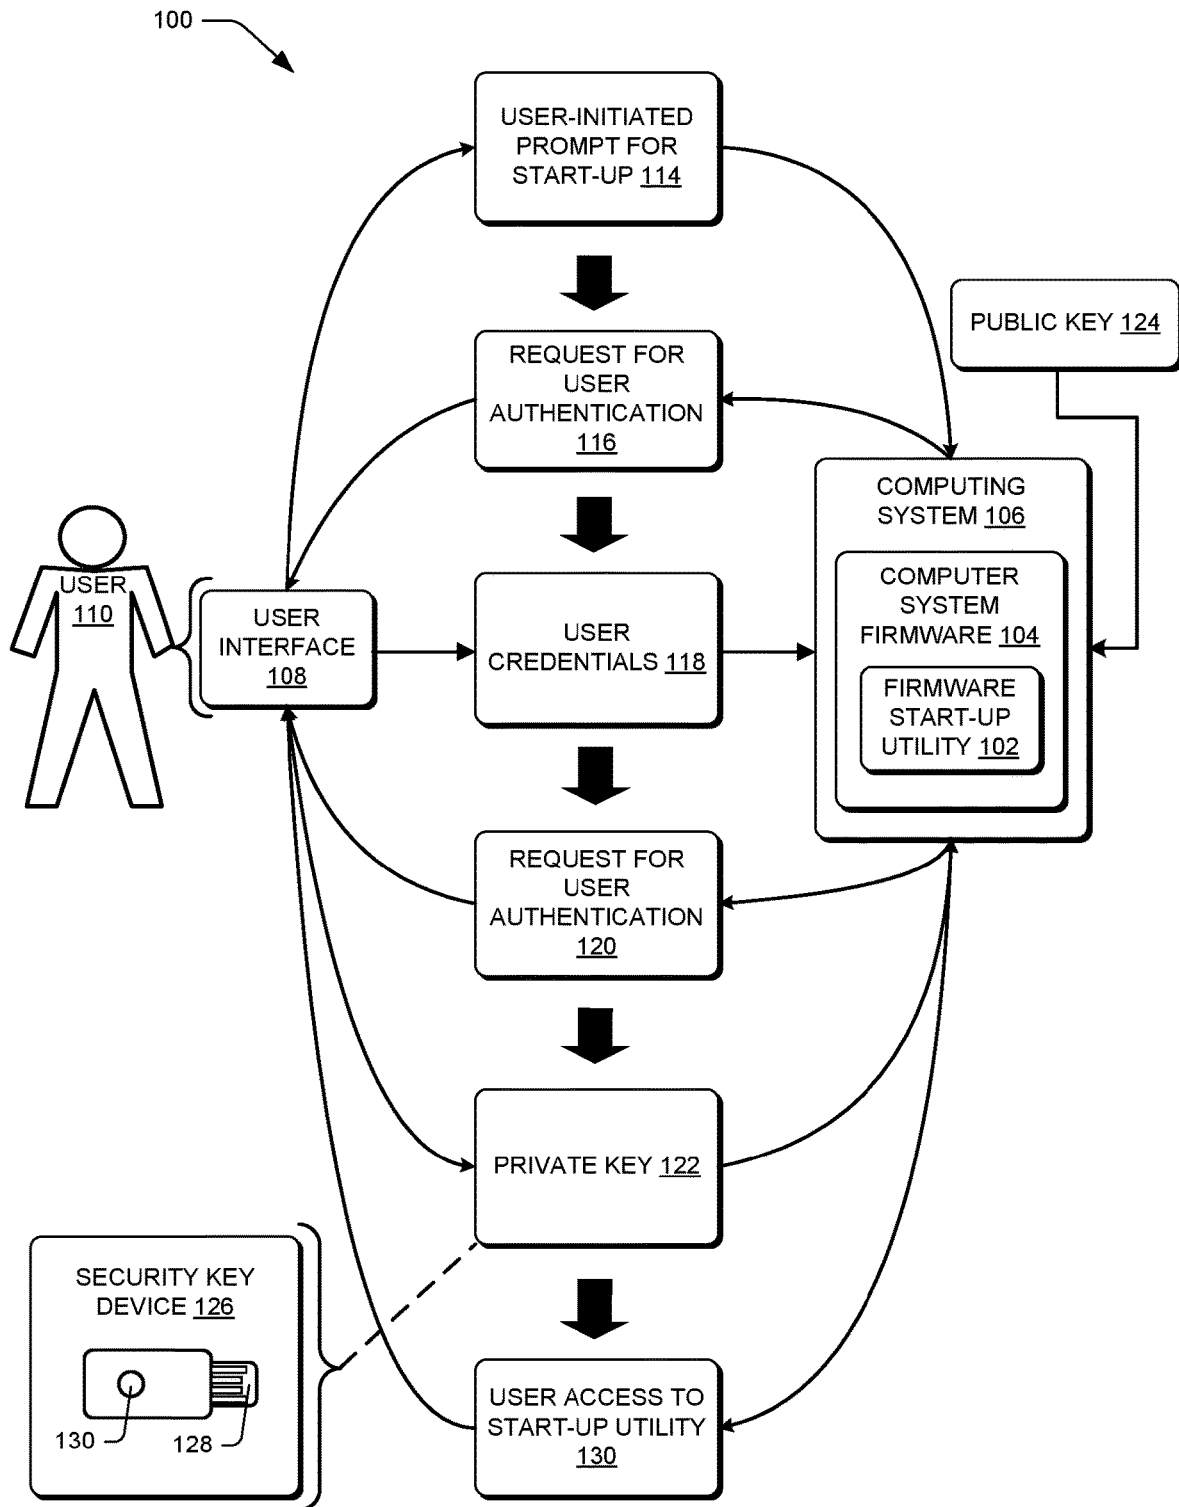 100
USER-INITIATED
PROMPT FOR
START-UP 114
PUBLIC KEY 124
REQUEST FOR
USER
AUTHENTICATION
116
COMPUTING
SYSTEM 106
COMPUTER
SYSTEM
FIRMWARE 104
FIRMWARE
START-UP
UTILITY 102
USER
110
USER
INTERFACE
108
USER
CREDENTIALS 118
REQUEST FOR
USER
AUTHENTICATION
120
PRIVATE KEY 122
SECURITY KEY
DEVICE 126
130
128
USER ACCESS TO
START-UP UTILITY
130